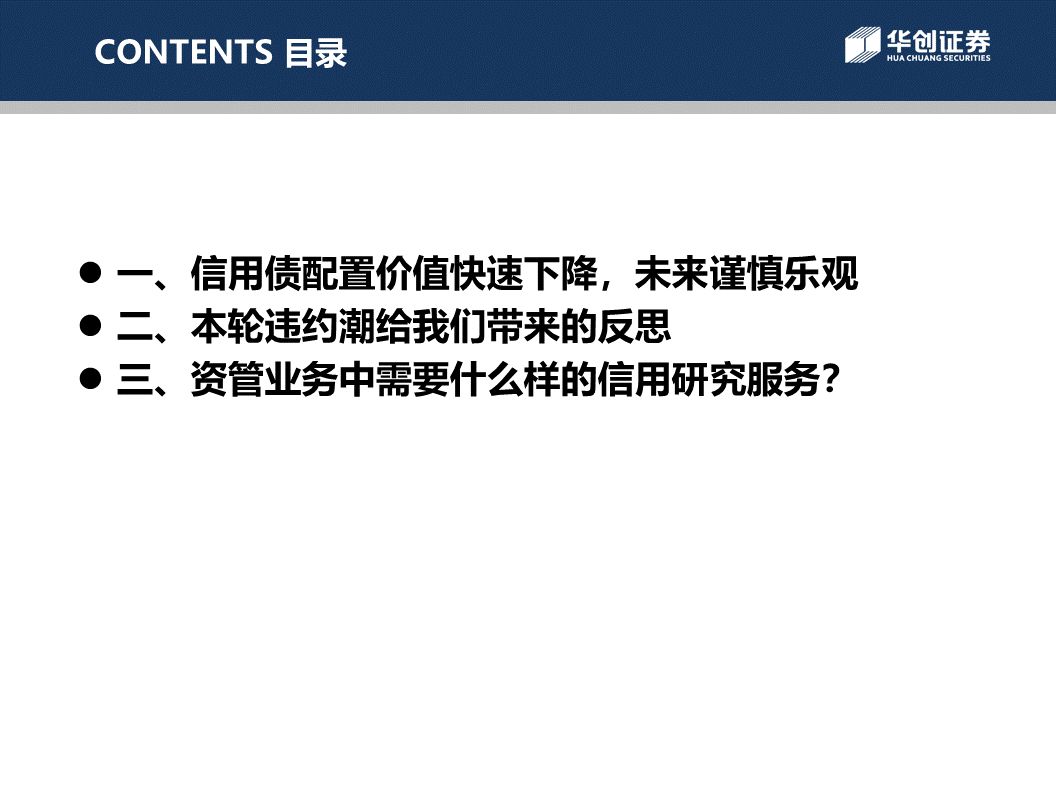 CONTENTS 目录
华创证券
HUA CHUANG SECURITIES
● 一、信用债配置价值快速下降，未来谨慎乐观
● 二、本轮违约潮给我们带来的反思
● 三、资管业务中需要什么样的信用研究服务？